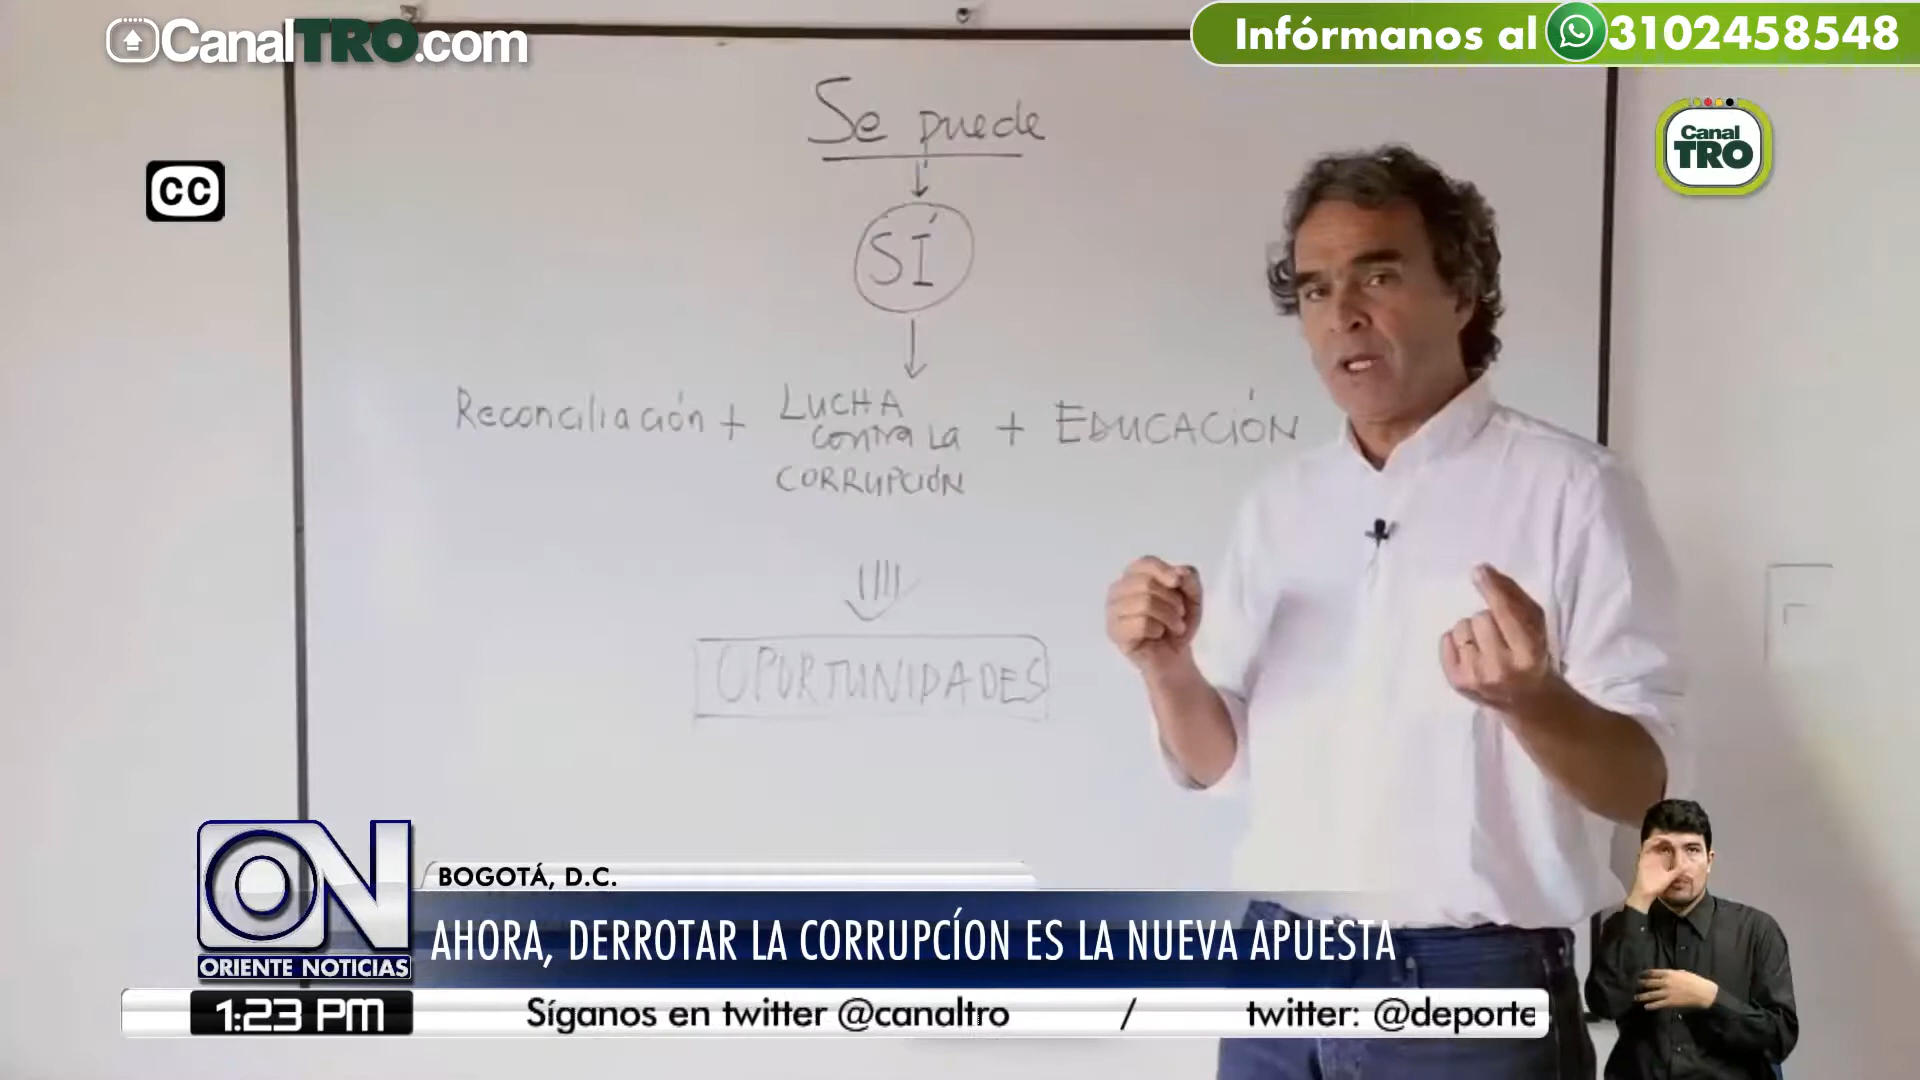 CanalTRO.com
Infórmanos al 3102458548
Canal
TRO
CC
Se puede
SÍ
Reconciliación + LUCHA contra la CORRUPCIÓN + EDUCACIÓN
OPORTUNIDADES
ON
ORIENTE NOTICIAS
BOGOTÁ, D.C.
AHORA, DERROTAR LA CORRUPCÍON ES LA NUEVA APUESTA
1:23 PM
Síganos en twitter @canaltro / twitter: @deporte